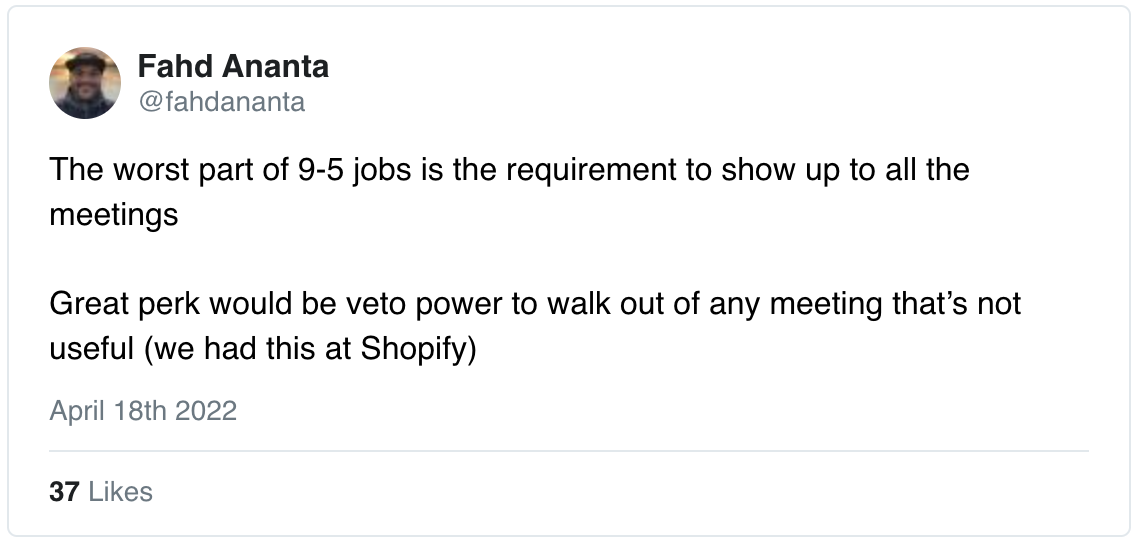 Fahd Ananta
@fahdananta
The worst part of 9-5 jobs is the requirement to show up to all the
meetings
Great perk would be veto power to walk out of any meeting that’s not
useful (we had this at Shopify)
April 18th 2022
37 Likes